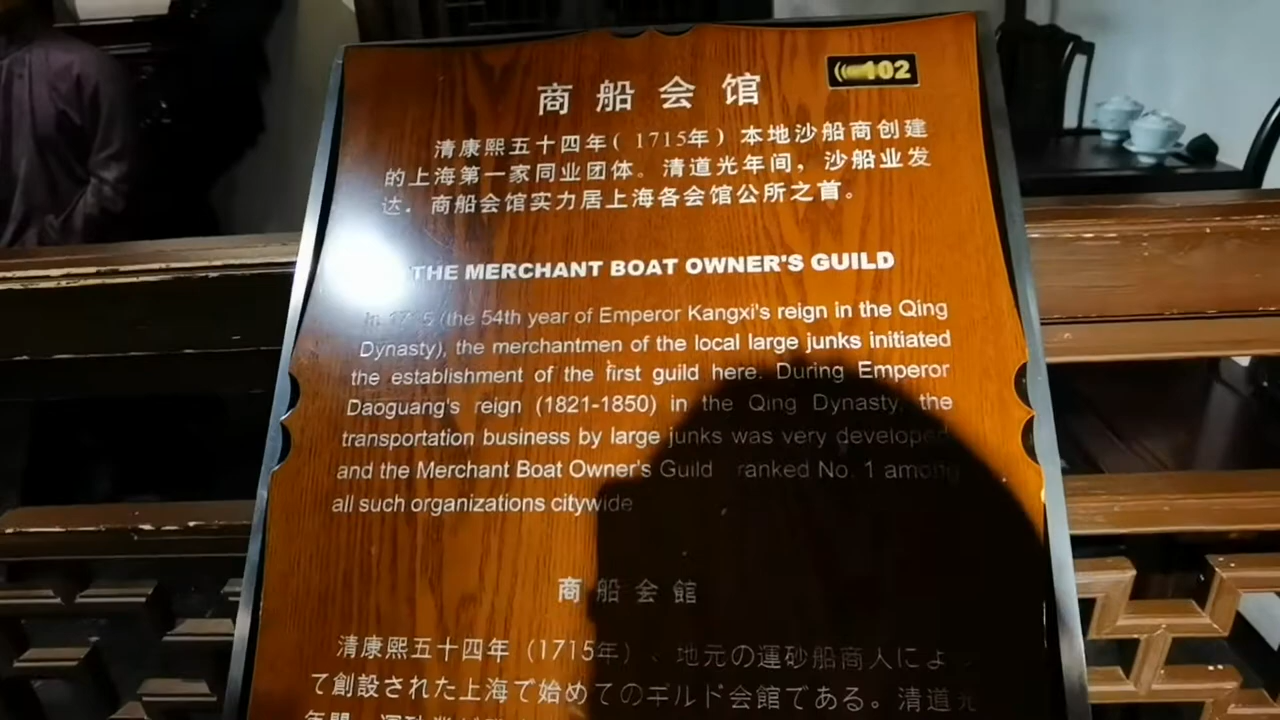 商船会馆
102
清康熙五十四年（1715年）本地沙船商创建
的上海第一家同业团体。清道光年间，沙船业发
达．商船会馆实力居上海各会馆公所之首。
THE MERCHANT BOAT OWNER'S GUILD
In 1715 (the 54th year of Emperor Kangxi's reign in the Qing
Dynasty), the merchantmen of the local large junks initiated
the establishment of the first guild here. During Emperor
Daoguang's reign (1821-1850) in the Qing Dynasty, the
transportation business by large junks was very developed
and the Merchant Boat Owner's Guild ranked No. 1 among
all such organizations citywide
商船会館
清康熙五十四年（1715年）、地元の運砂船商人によ
て創設された上海で始めてのギルド会館である。清道光